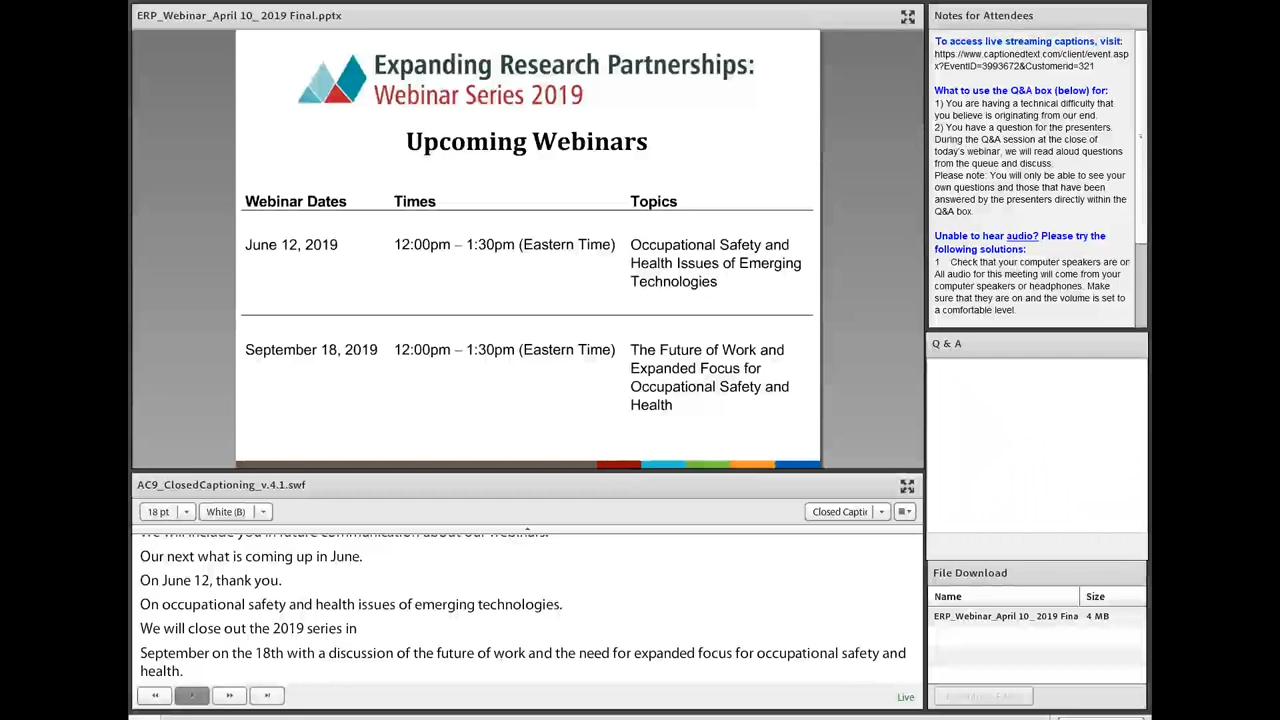 ERP_Webinar_April 10_ 2019 Final.pptx
Expanding Research Partnerships:
Webinar Series 2019
Upcoming Webinars
Webinar Dates Times Topics
June 12, 2019 12:00pm – 1:30pm (Eastern Time) Occupational Safety and
Health Issues of Emerging
Technologies
September 18, 2019 12:00pm – 1:30pm (Eastern Time) The Future of Work and
Expanded Focus for
Occupational Safety and
Health
AC9_ClosedCaptioning_v.4.1.swf
18 pt White (B) Closed Captic
We will include you in future communication about our webinars.
Our next what is coming up in June.
On June 12, thank you.
On occupational safety and health issues of emerging technologies.
We will close out the 2019 series in
September on the 18th with a discussion of the future of work and the need for expanded focus for occupational safety and
health.
Live
Notes for Attendees
To access live streaming captions, visit:
https://www.captionedtext.com/client/event.asp
x?EventID=3993672&Customerid=321
What to use the Q&A box (below) for:
1) You are having a technical difficulty that
you believe is originating from our end.
2) You have a question for the presenters.
During the Q&A session at the close of
today's webinar, we will read aloud questions
from the queue and discuss.
Please note: You will only be able to see your
own questions and those that have been
answered by the presenters directly within the
Q&A box.
Unable to hear audio? Please try the
following solutions:
1 Check that your computer speakers are on
All audio for this meeting will come from your
computer speakers or headphones. Make
sure that they are on and the volume is set to
a comfortable level.
Q & A
File Download
Name Size
ERP_Webinar_April 10_ 2019 Fina 4 MB